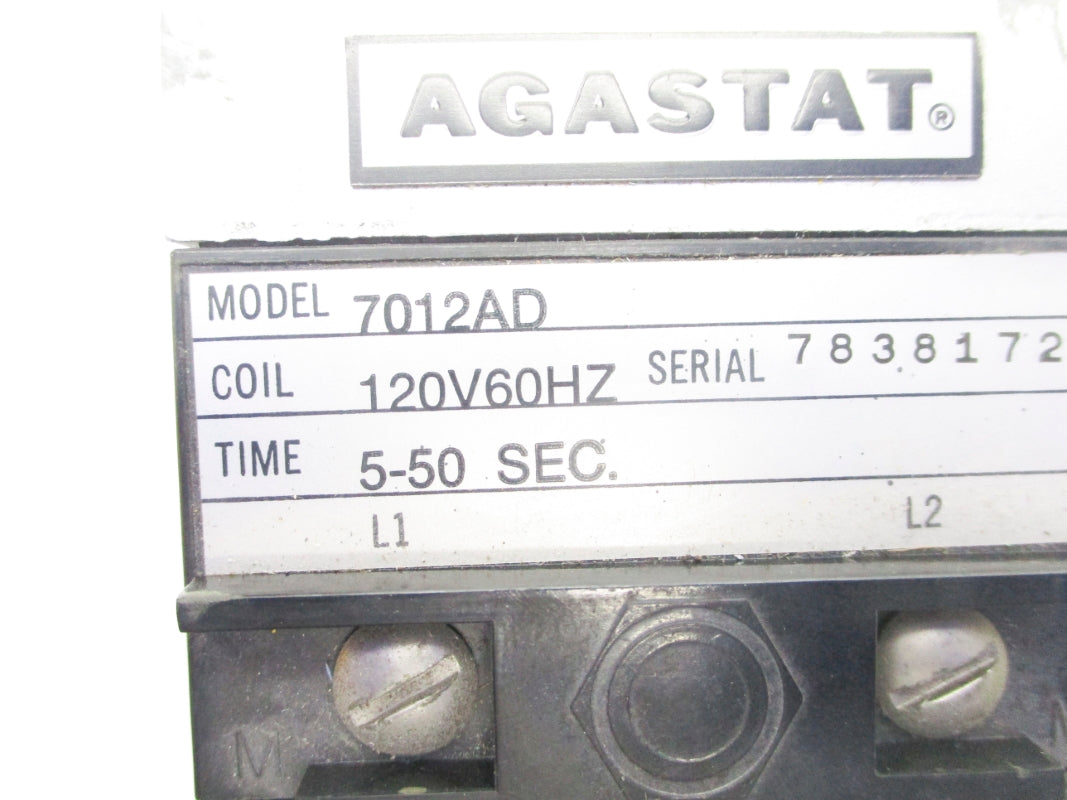 AGASTAT®
MODEL 7012AD
COIL 120V60HZ SERIAL 7838172
TIME 5-50 SEC.
L1 L2
M